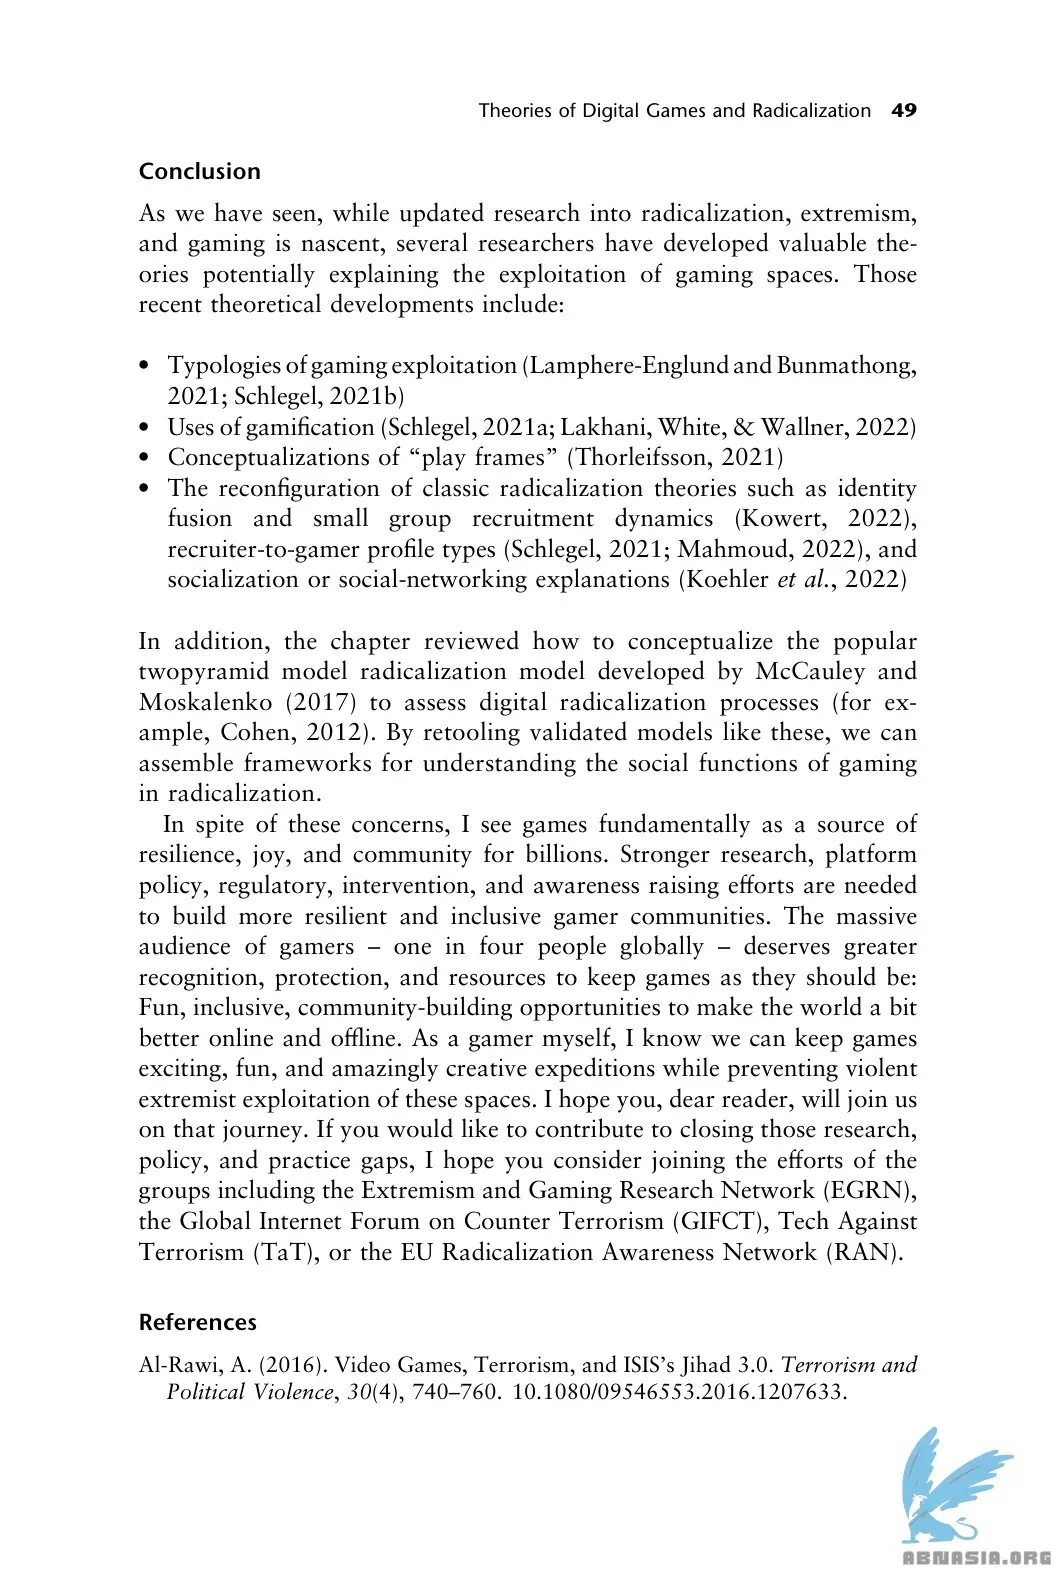 Theories of Digital Games and Radicalization 49
Conclusion
As we have seen, while updated research into radicalization, extremism,
and gaming is nascent, several researchers have developed valuable the-
ories potentially explaining the exploitation of gaming spaces. Those
recent theoretical developments include:
• Typologies of gaming exploitation (Lamphere-Englund and Bunmathong,
2021; Schlegel, 2021b)
• Uses of gamification (Schlegel, 2021a; Lakhani, White, & Wallner, 2022)
• Conceptualizations of “play frames” (Thorleifsson, 2021)
• The reconfiguration of classic radicalization theories such as identity
fusion and small group recruitment dynamics (Kowert, 2022),
recruiter-to-gamer profile types (Schlegel, 2021; Mahmoud, 2022), and
socialization or social-networking explanations (Koehler et al., 2022)
In addition, the chapter reviewed how to conceptualize the popular
twopyramid model radicalization model developed by McCauley and
Moskalenko (2017) to assess digital radicalization processes (for ex-
ample, Cohen, 2012). By retooling validated models like these, we can
assemble frameworks for understanding the social functions of gaming
in radicalization.
In spite of these concerns, I see games fundamentally as a source of
resilience, joy, and community for billions. Stronger research, platform
policy, regulatory, intervention, and awareness raising efforts are needed
to build more resilient and inclusive gamer communities. The massive
audience of gamers – one in four people globally – deserves greater
recognition, protection, and resources to keep games as they should be:
Fun, inclusive, community-building opportunities to make the world a bit
better online and offline. As a gamer myself, I know we can keep games
exciting, fun, and amazingly creative expeditions while preventing violent
extremist exploitation of these spaces. I hope you, dear reader, will join us
on that journey. If you would like to contribute to closing those research,
policy, and practice gaps, I hope you consider joining the efforts of the
groups including the Extremism and Gaming Research Network (EGRN),
the Global Internet Forum on Counter Terrorism (GIFCT), Tech Against
Terrorism (TaT), or the EU Radicalization Awareness Network (RAN).
References
Al-Rawi, A. (2016). Video Games, Terrorism, and ISIS’s Jihad 3.0. Terrorism and
Political Violence, 30(4), 740–760. 10.1080/09546553.2016.1207633.
ABNASIA.ORG